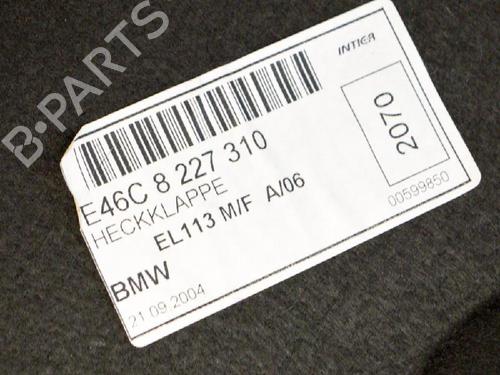 B-PARTS
INTIER
E46C 8 227 310
HECKKLAPPE
EL113 M/F A/06
BMW
21.09.2004
2070
00599850